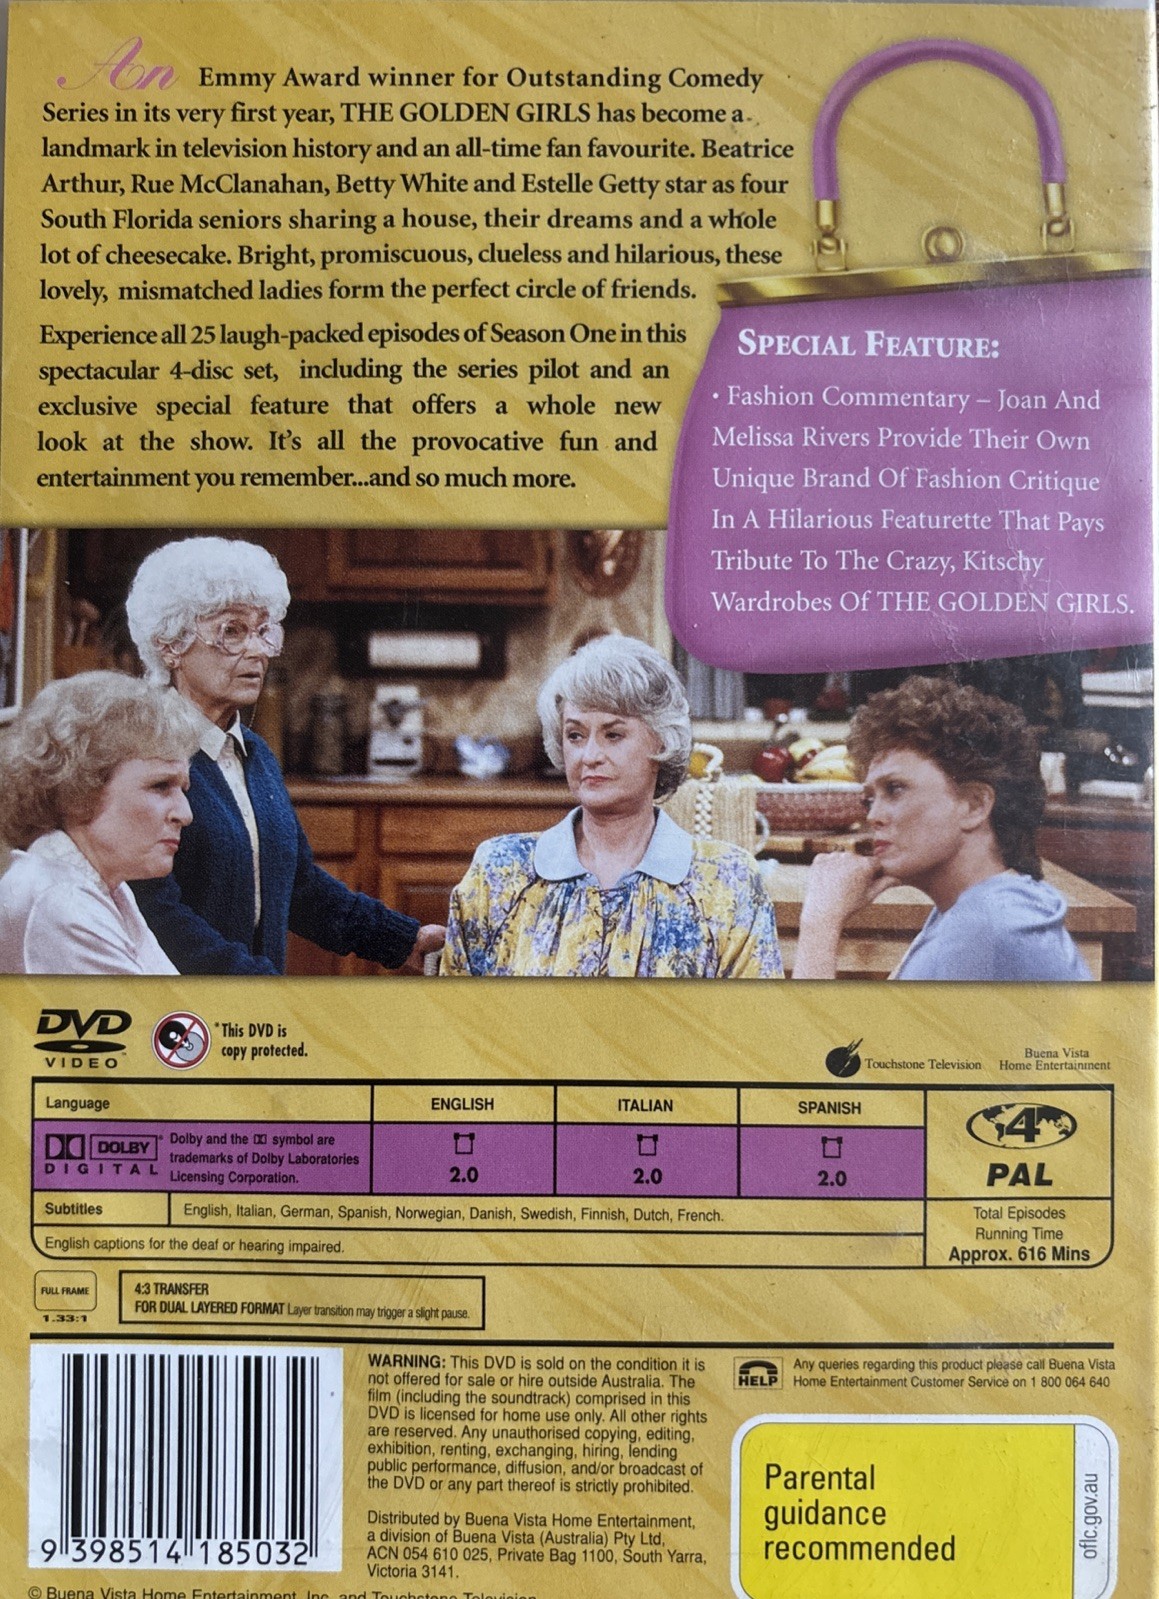 An Emmy Award winner for Outstanding Comedy
Series in its very first year, THE GOLDEN GIRLS has become a
landmark in television history and an all-time fan favourite. Beatrice
Arthur, Rue McClanahan, Betty White and Estelle Getty star as four
South Florida seniors sharing a house, their dreams and a whole
lot of cheesecake. Bright, promiscuous, clueless and hilarious, these
lovely, mismatched ladies form the perfect circle of friends.
Experience all 25 laugh-packed episodes of Season One in this
spectacular 4-disc set, including the series pilot and an
exclusive special feature that offers a whole new
look at the show. It's all the provocative fun and
entertainment you remember...and so much more.
SPECIAL FEATURE:
• Fashion Commentary – Joan And
Melissa Rivers Provide Their Own
Unique Brand Of Fashion Critique
In A Hilarious Featurette That Pays
Tribute To The Crazy, Kitschy
Wardrobes Of THE GOLDEN GIRLS.
DVD
VIDEO™
*This DVD is
copy protected.
Touchstone Television
Buena Vista
Home Entertainment
Language
ENGLISH
ITALIAN
SPANISH
DOLBY
DIGITAL
Dolby and the symbol are
trademarks of Dolby Laboratories
Licensing Corporation.
2.0
2.0
2.0
4
PAL
Subtitles
English, Italian, German, Spanish, Norwegian, Danish, Swedish, Finnish, Dutch, French.
English captions for the deaf or hearing impaired.
Total Episodes
Running Time
Approx. 616 Mins
FULL FRAME
1.33:1
4:3 TRANSFER
FOR DUAL LAYERED FORMAT Layer transition may trigger a slight pause.
9 398514 185032
WARNING: This DVD is sold on the condition it is
not offered for sale or hire outside Australia. The
film (including the soundtrack) comprised in this
DVD is licensed for home use only. All other rights
are reserved. Any unauthorised copying, editing,
exhibition, renting, exchanging, hiring, lending
public performance, diffusion, and/or broadcast of
the DVD or any part thereof is strictly prohibited.
Distributed by Buena Vista Home Entertainment,
a division of Buena Vista (Australia) Pty Ltd,
ACN 054 610 025, Private Bag 1100, South Yarra,
Victoria 3141.
HELP
Any queries regarding this product please call Buena Vista
Home Entertainment Customer Service on 1 800 064 640
Parental
guidance
recommended
oflc.gov.au
© Buena Vista Home Entertainment, Inc. and Touchstone Television